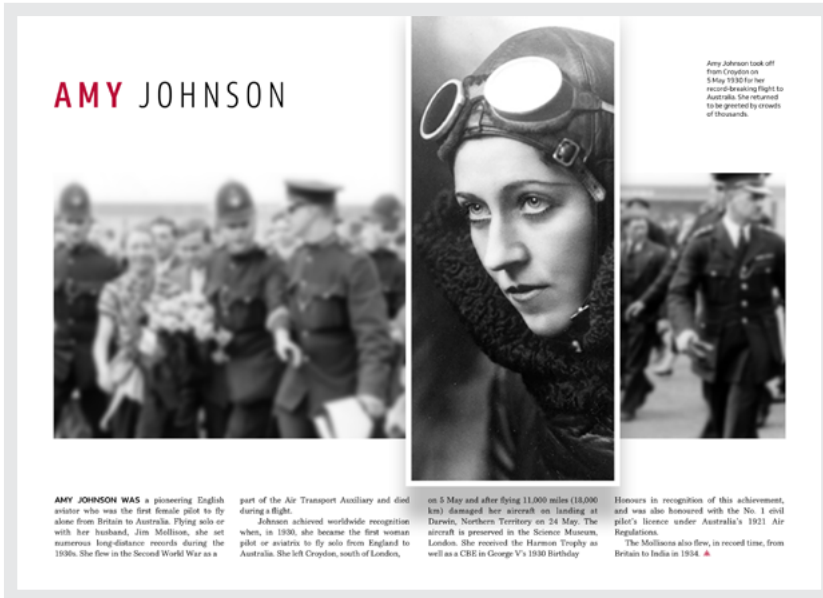 AMY JOHNSON
Amy Johnson took off
from Croydon on
5 May 1930 for her
record-breaking flight to
Australia. She returned
to be greeted by crowds
of thousands.
AMY JOHNSON WAS a pioneering English
aviator who was the first female pilot to fly
alone from Britain to Australia. Flying solo or
with her husband, Jim Mollison, she set
numerous long-distance records during the
1930s. She flew in the Second World War as a
part of the Air Transport Auxiliary and died
during a flight.
Johnson achieved worldwide recognition
when, in 1930, she became the first woman
pilot or aviatrix to fly solo from England to
Australia. She left Croydon, south of London,
on 5 May and after flying 11,000 miles (18,000
km) damaged her aircraft on landing at
Darwin, Northern Territory on 24 May. The
aircraft is preserved in the Science Museum,
London. She received the Harmon Trophy as
well as a CBE in George V's 1930 Birthday
Honours in recognition of this achievement,
and was also honoured with the No. 1 civil
pilot's licence under Australia's 1921 Air
Regulations.
The Mollisons also flew, in record time, from
Britain to India in 1934.